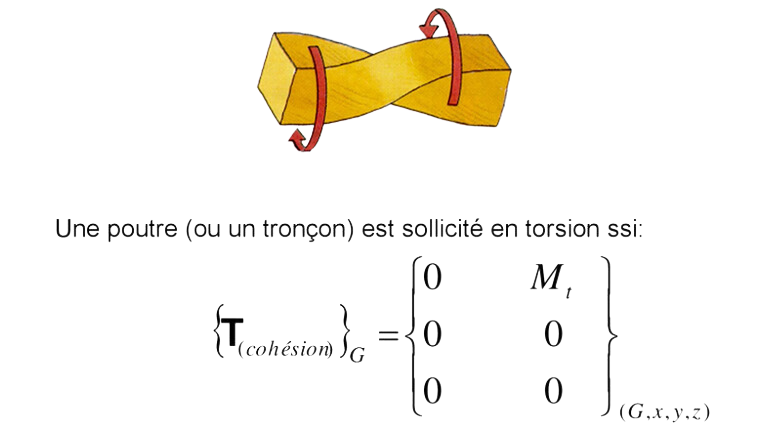 Une poutre (ou un tronçon) est sollicité en torsion ssi:
{T(cohésion)}G = {0 Mt
0 0
0 0}(G,x,y,z)